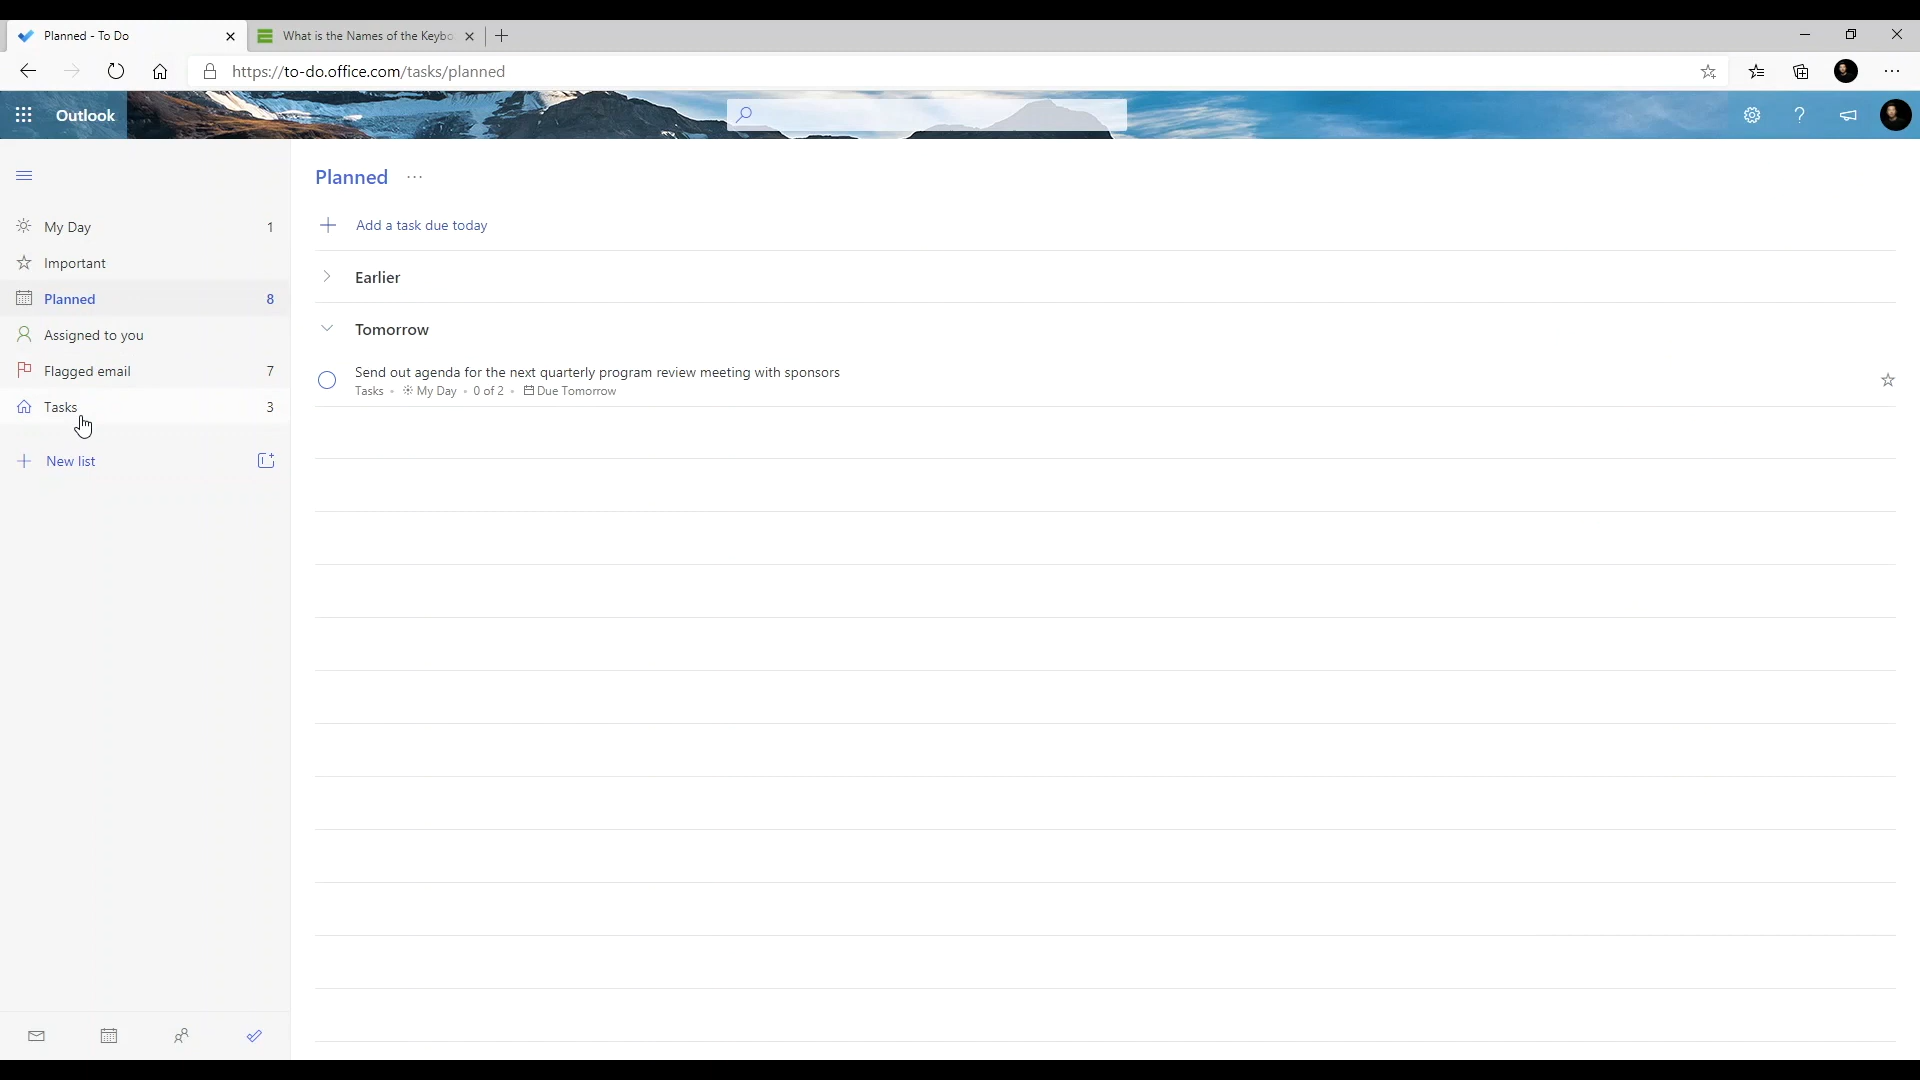 Planned - To Do
What is the Names of the Keybo
https://to-do.office.com/tasks/planned
Outlook
My Day 1
Important
Planned 8
Assigned to you
Flagged email 7
Tasks 3
New list
Planned ...
Add a task due today
Earlier
Tomorrow
Send out agenda for the next quarterly program review meeting with sponsors
Tasks • My Day • 0 of 2 • Due Tomorrow